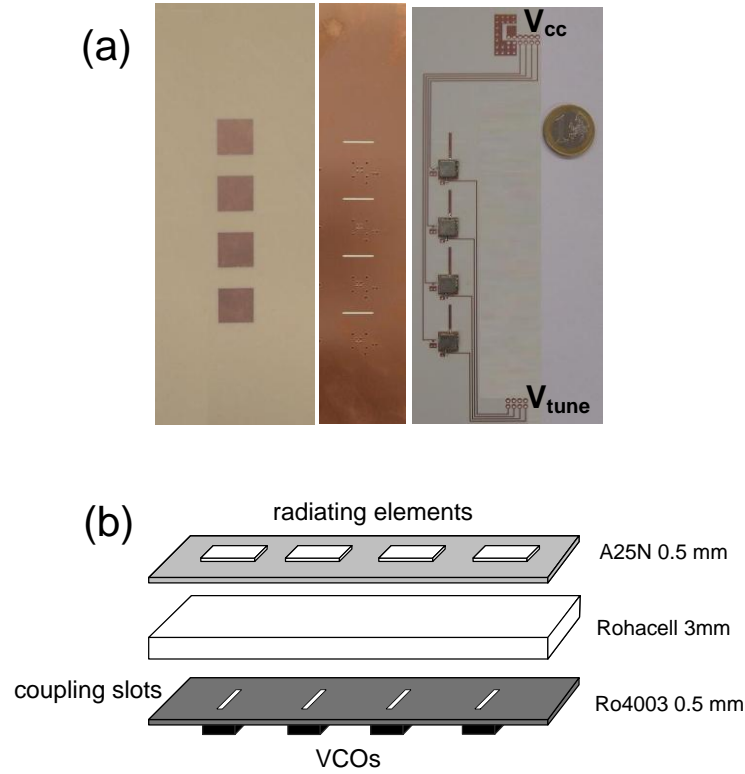 (a)
Vcc
Vtune
(b)
radiating elements
A25N 0.5 mm
Rohacell 3mm
coupling slots
Ro4003 0.5 mm
VCOs